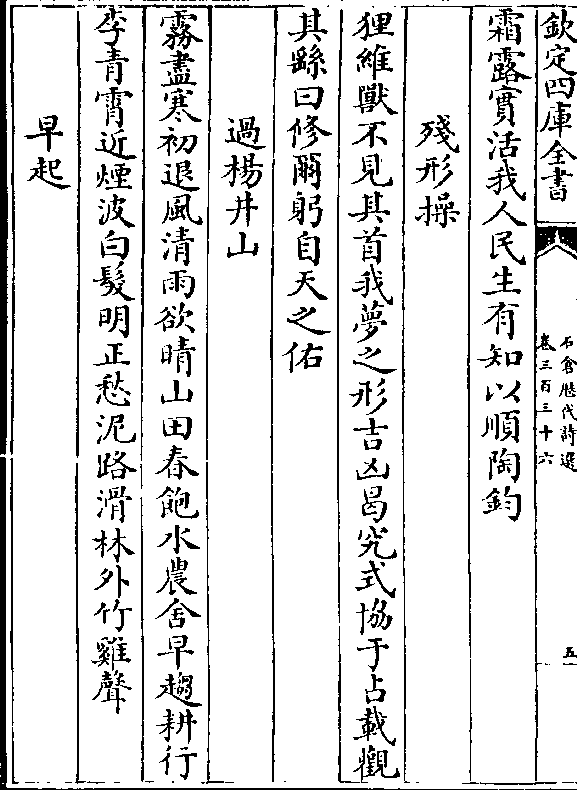 欽定四庫全書
石倉歷代詩選
卷三百三十六
五
霜露實活我人民生有知以順陶鈞
殘形操
狸維獸不見其首我夢之形吉凶曷究式協于占載觀
其繇曰修爾躬自天之佑
過楊井山
霧盡寒初退風清雨欲晴山田春飽水農舍早趨耕行
李青霄近煙波白髮明正愁泥路滑林外竹雞聲
早起